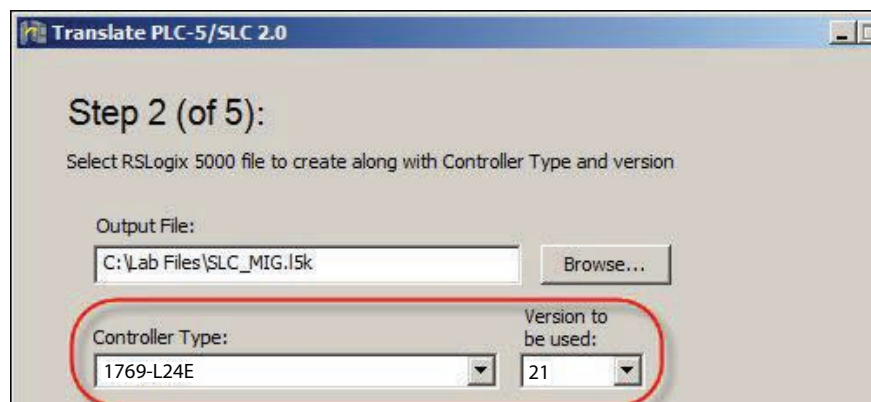 Translate PLC-5/SLC 2.0
Step 2 (of 5):
Select RSLogix 5000 file to create along with Controller Type and version
Output File:
C:\Lab Files\SLC_MIG.l5k
Browse...
Controller Type:
Version to
be used:
1769-L24E
21